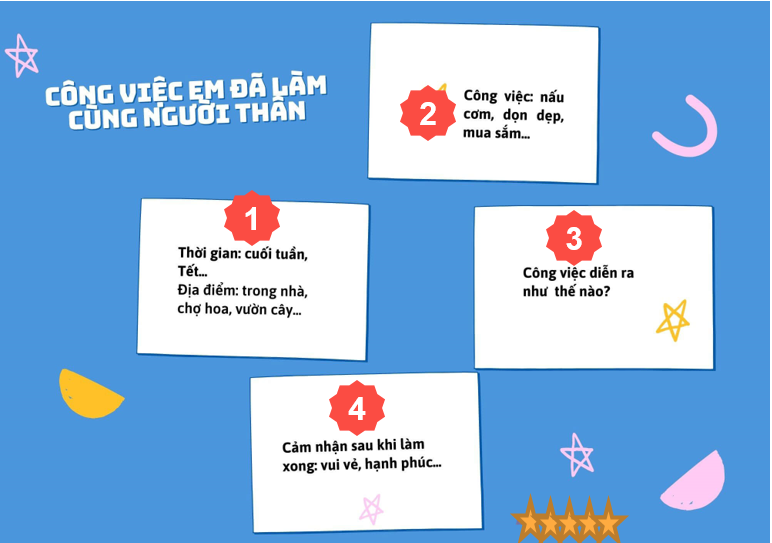 CÔNG VIỆC EM ĐÃ LÀM
CÙNG NGƯỜI THÂN
1
Thời gian: cuối tuần,
Tết...
Địa điểm: trong nhà,
chợ hoa, vườn cây...
2
Công việc: nấu
cơm, dọn dẹp,
mua sắm...
3
Công việc diễn ra
như thế nào?
4
Cảm nhận sau khi làm
xong: vui vẻ, hạnh phúc...